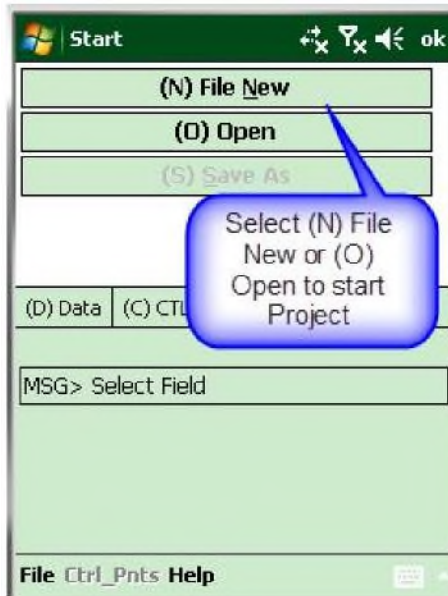 Start ok
(N) File New
(O) Open
(S) Save As
Select (N) File
New or (O)
Open to start
Project
(D) Data (C) CTL
MSG> Select Field
File Ctrl_Pnts Help